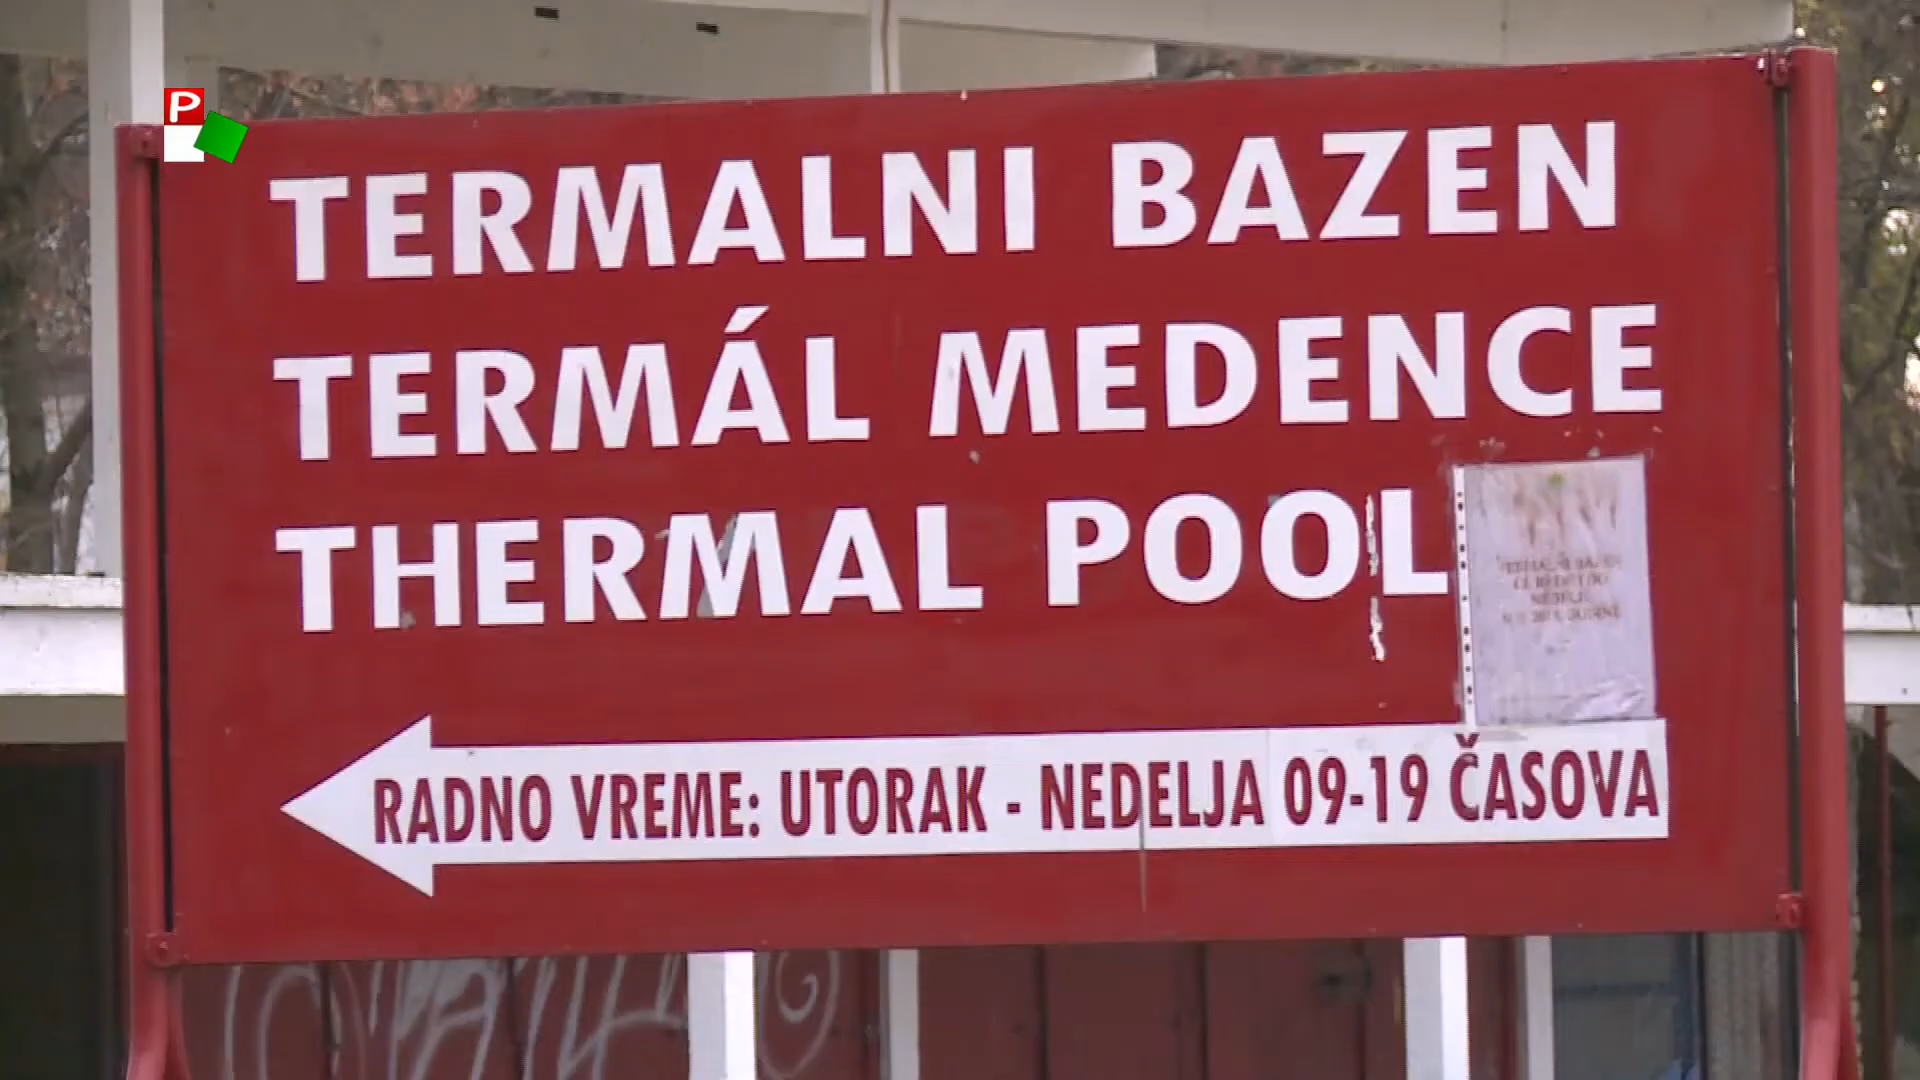 P
TERMALNI BAZEN
TERMÁL MEDENCE
THERMAL POOL
RADNO VREME: UTORAK - NEDELJA 09-19 ČASOVA